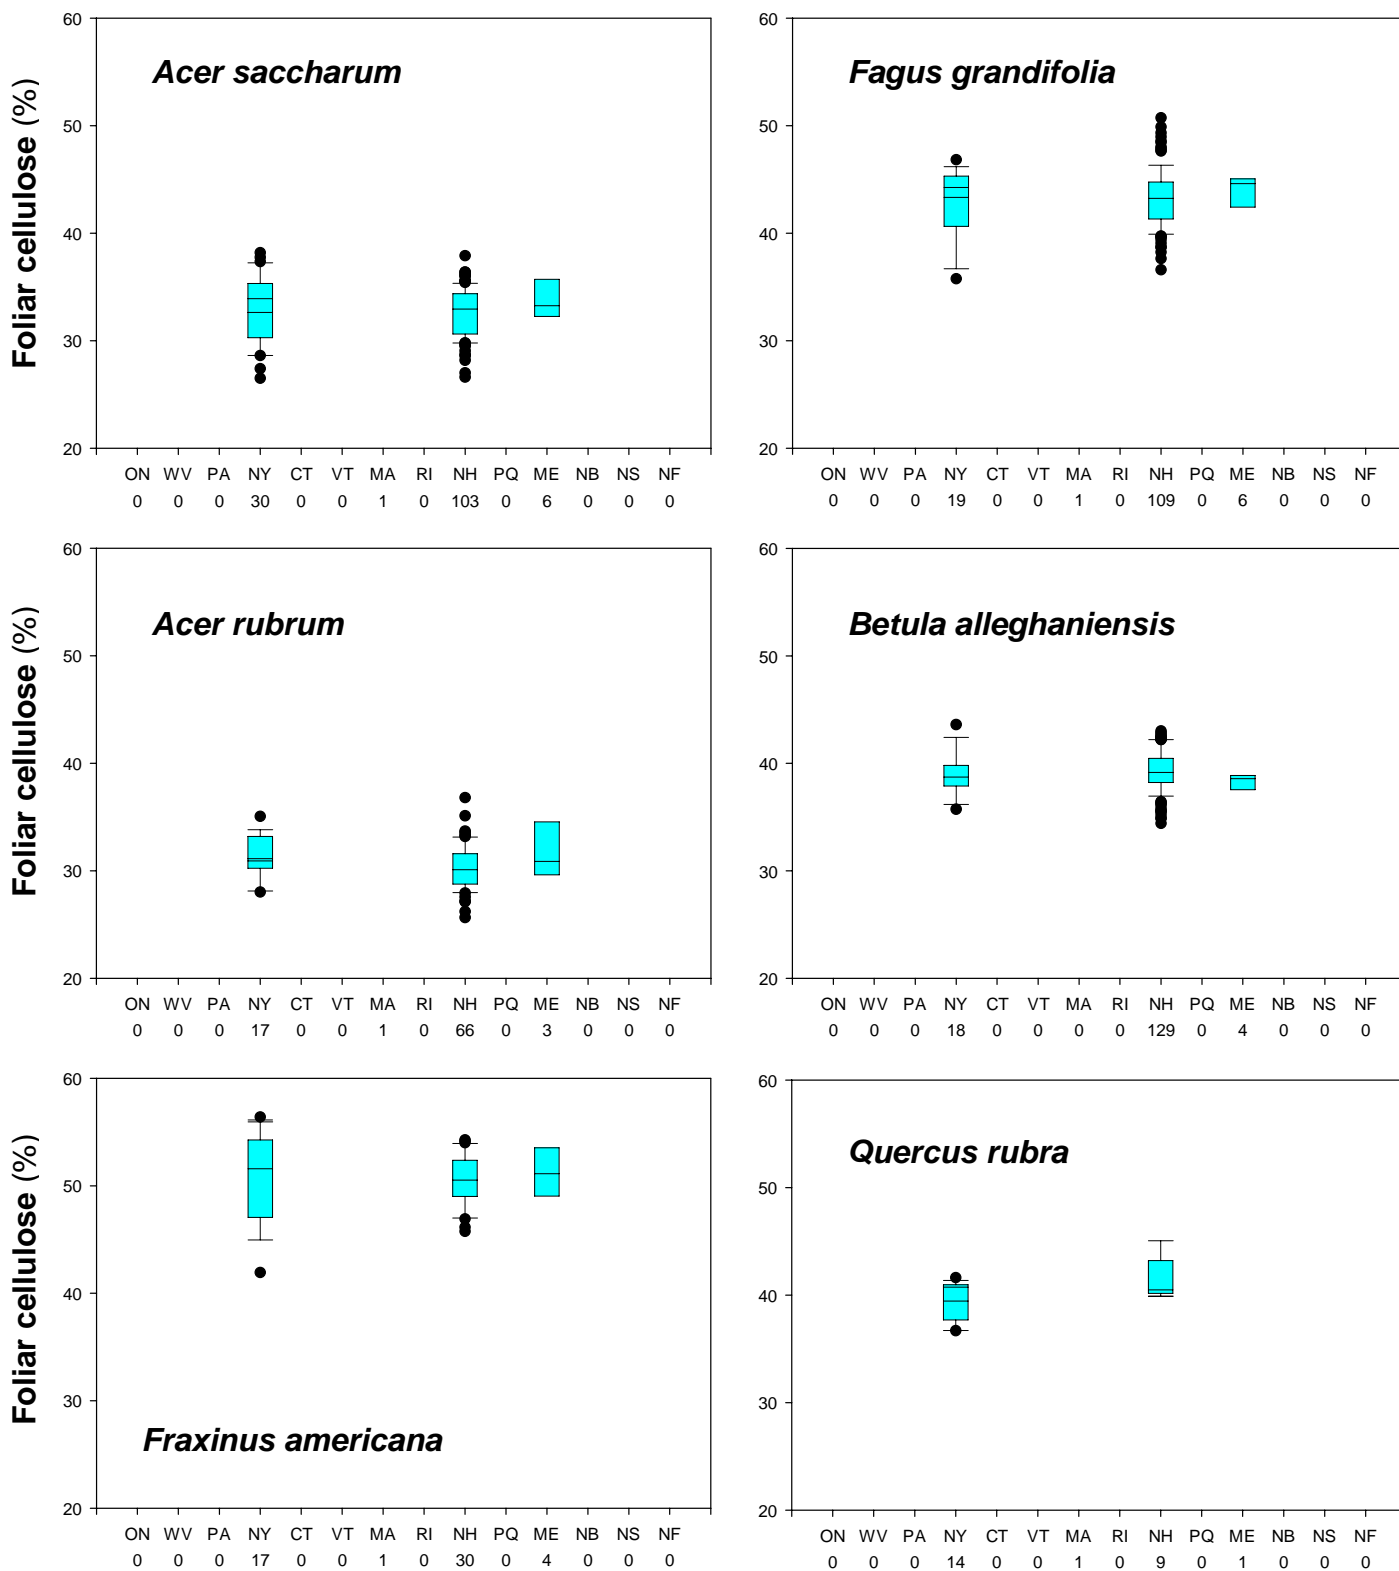 Foliar cellulose (%)
Acer saccharum
60
50
40
30
20
ON WV PA NY CT VT MA RI NH PQ ME NB NS NF
0 0 0 30 0 0 1 0 103 0 6 0 0 0
Fagus grandifolia
60
50
40
30
20
ON WV PA NY CT VT MA RI NH PQ ME NB NS NF
0 0 0 19 0 0 1 0 109 0 6 0 0 0
Foliar cellulose (%)
Acer rubrum
60
50
40
30
20
ON WV PA NY CT VT MA RI NH PQ ME NB NS NF
0 0 0 17 0 0 1 0 66 0 3 0 0 0
Betula alleghaniensis
60
50
40
30
20
ON WV PA NY CT VT MA RI NH PQ ME NB NS NF
0 0 0 18 0 0 0 0 129 0 4 0 0 0
Foliar cellulose (%)
60
50
40
30
20
Fraxinus americana
ON WV PA NY CT VT MA RI NH PQ ME NB NS NF
0 0 0 17 0 0 1 0 30 0 4 0 0 0
Quercus rubra
60
50
40
30
20
ON WV PA NY CT VT MA RI NH PQ ME NB NS NF
0 0 0 14 0 0 1 0 9 0 1 0 0 0